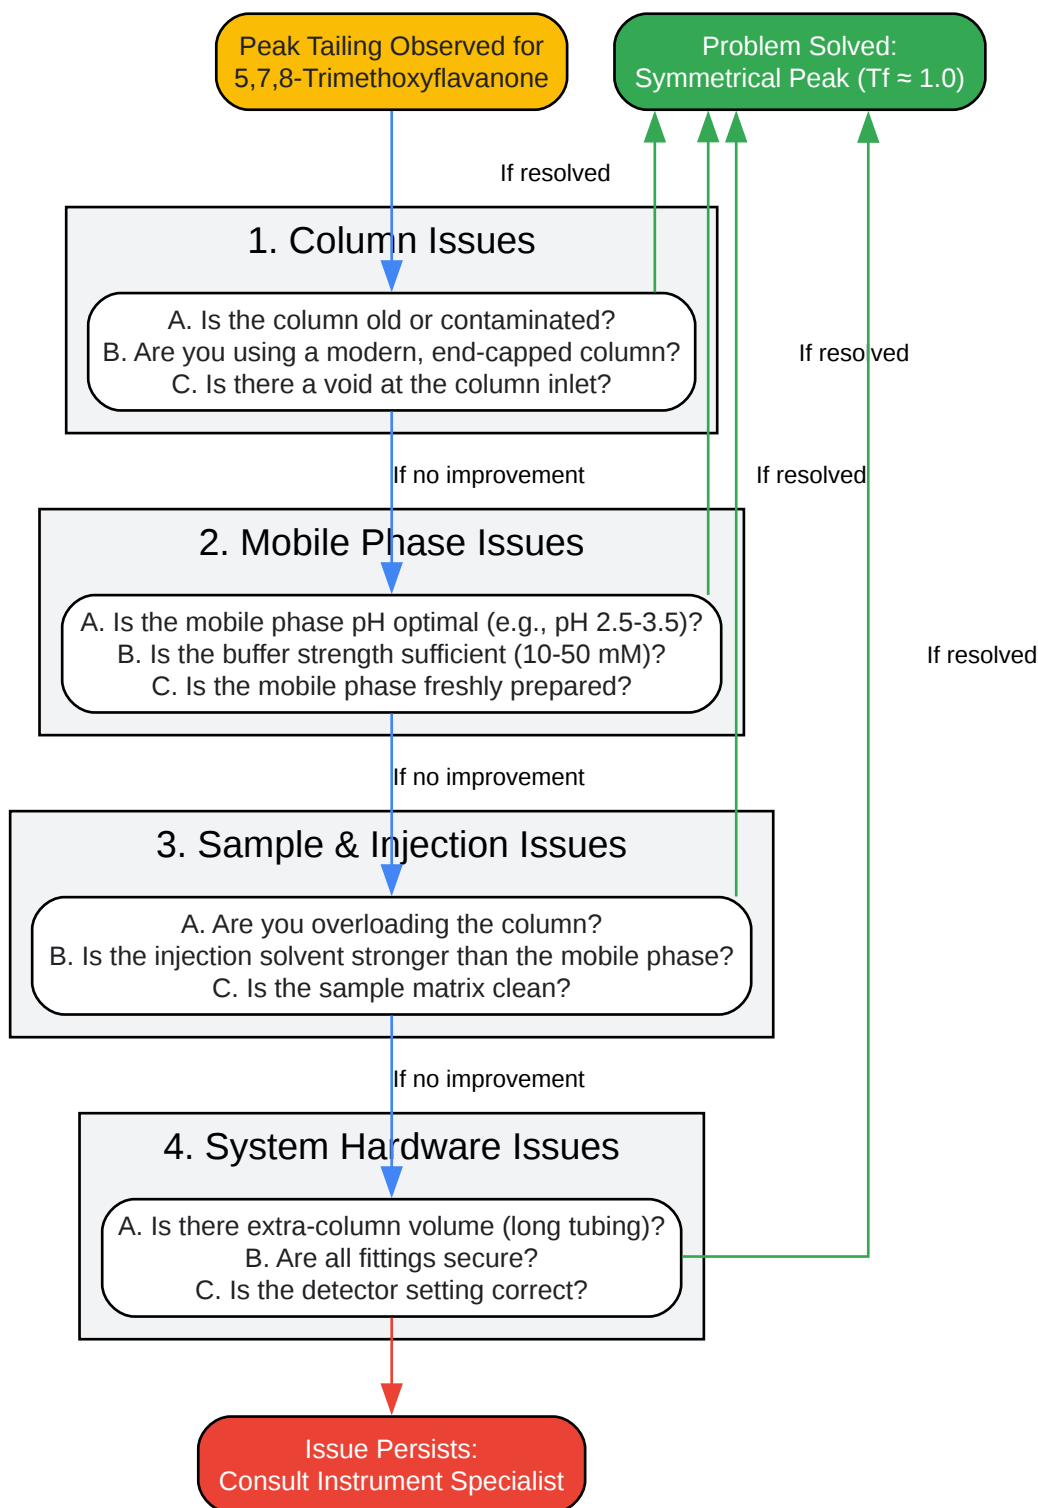 Peak Tailing Observed for
5,7,8-Trimethoxyflavanone
Problem Solved:
Symmetrical Peak (Tf ≈ 1.0)
If resolved
1. Column Issues
A. Is the column old or contaminated?
B. Are you using a modern, end-capped column?
C. Is there a void at the column inlet?
If resolved
If no improvement
If resolved
2. Mobile Phase Issues
A. Is the mobile phase pH optimal (e.g., pH 2.5-3.5)?
B. Is the buffer strength sufficient (10-50 mM)?
C. Is the mobile phase freshly prepared?
If resolved
If no improvement
3. Sample & Injection Issues
A. Are you overloading the column?
B. Is the injection solvent stronger than the mobile phase?
C. Is the sample matrix clean?
If no improvement
4. System Hardware Issues
A. Is there extra-column volume (long tubing)?
B. Are all fittings secure?
C. Is the detector setting correct?
Issue Persists:
Consult Instrument Specialist